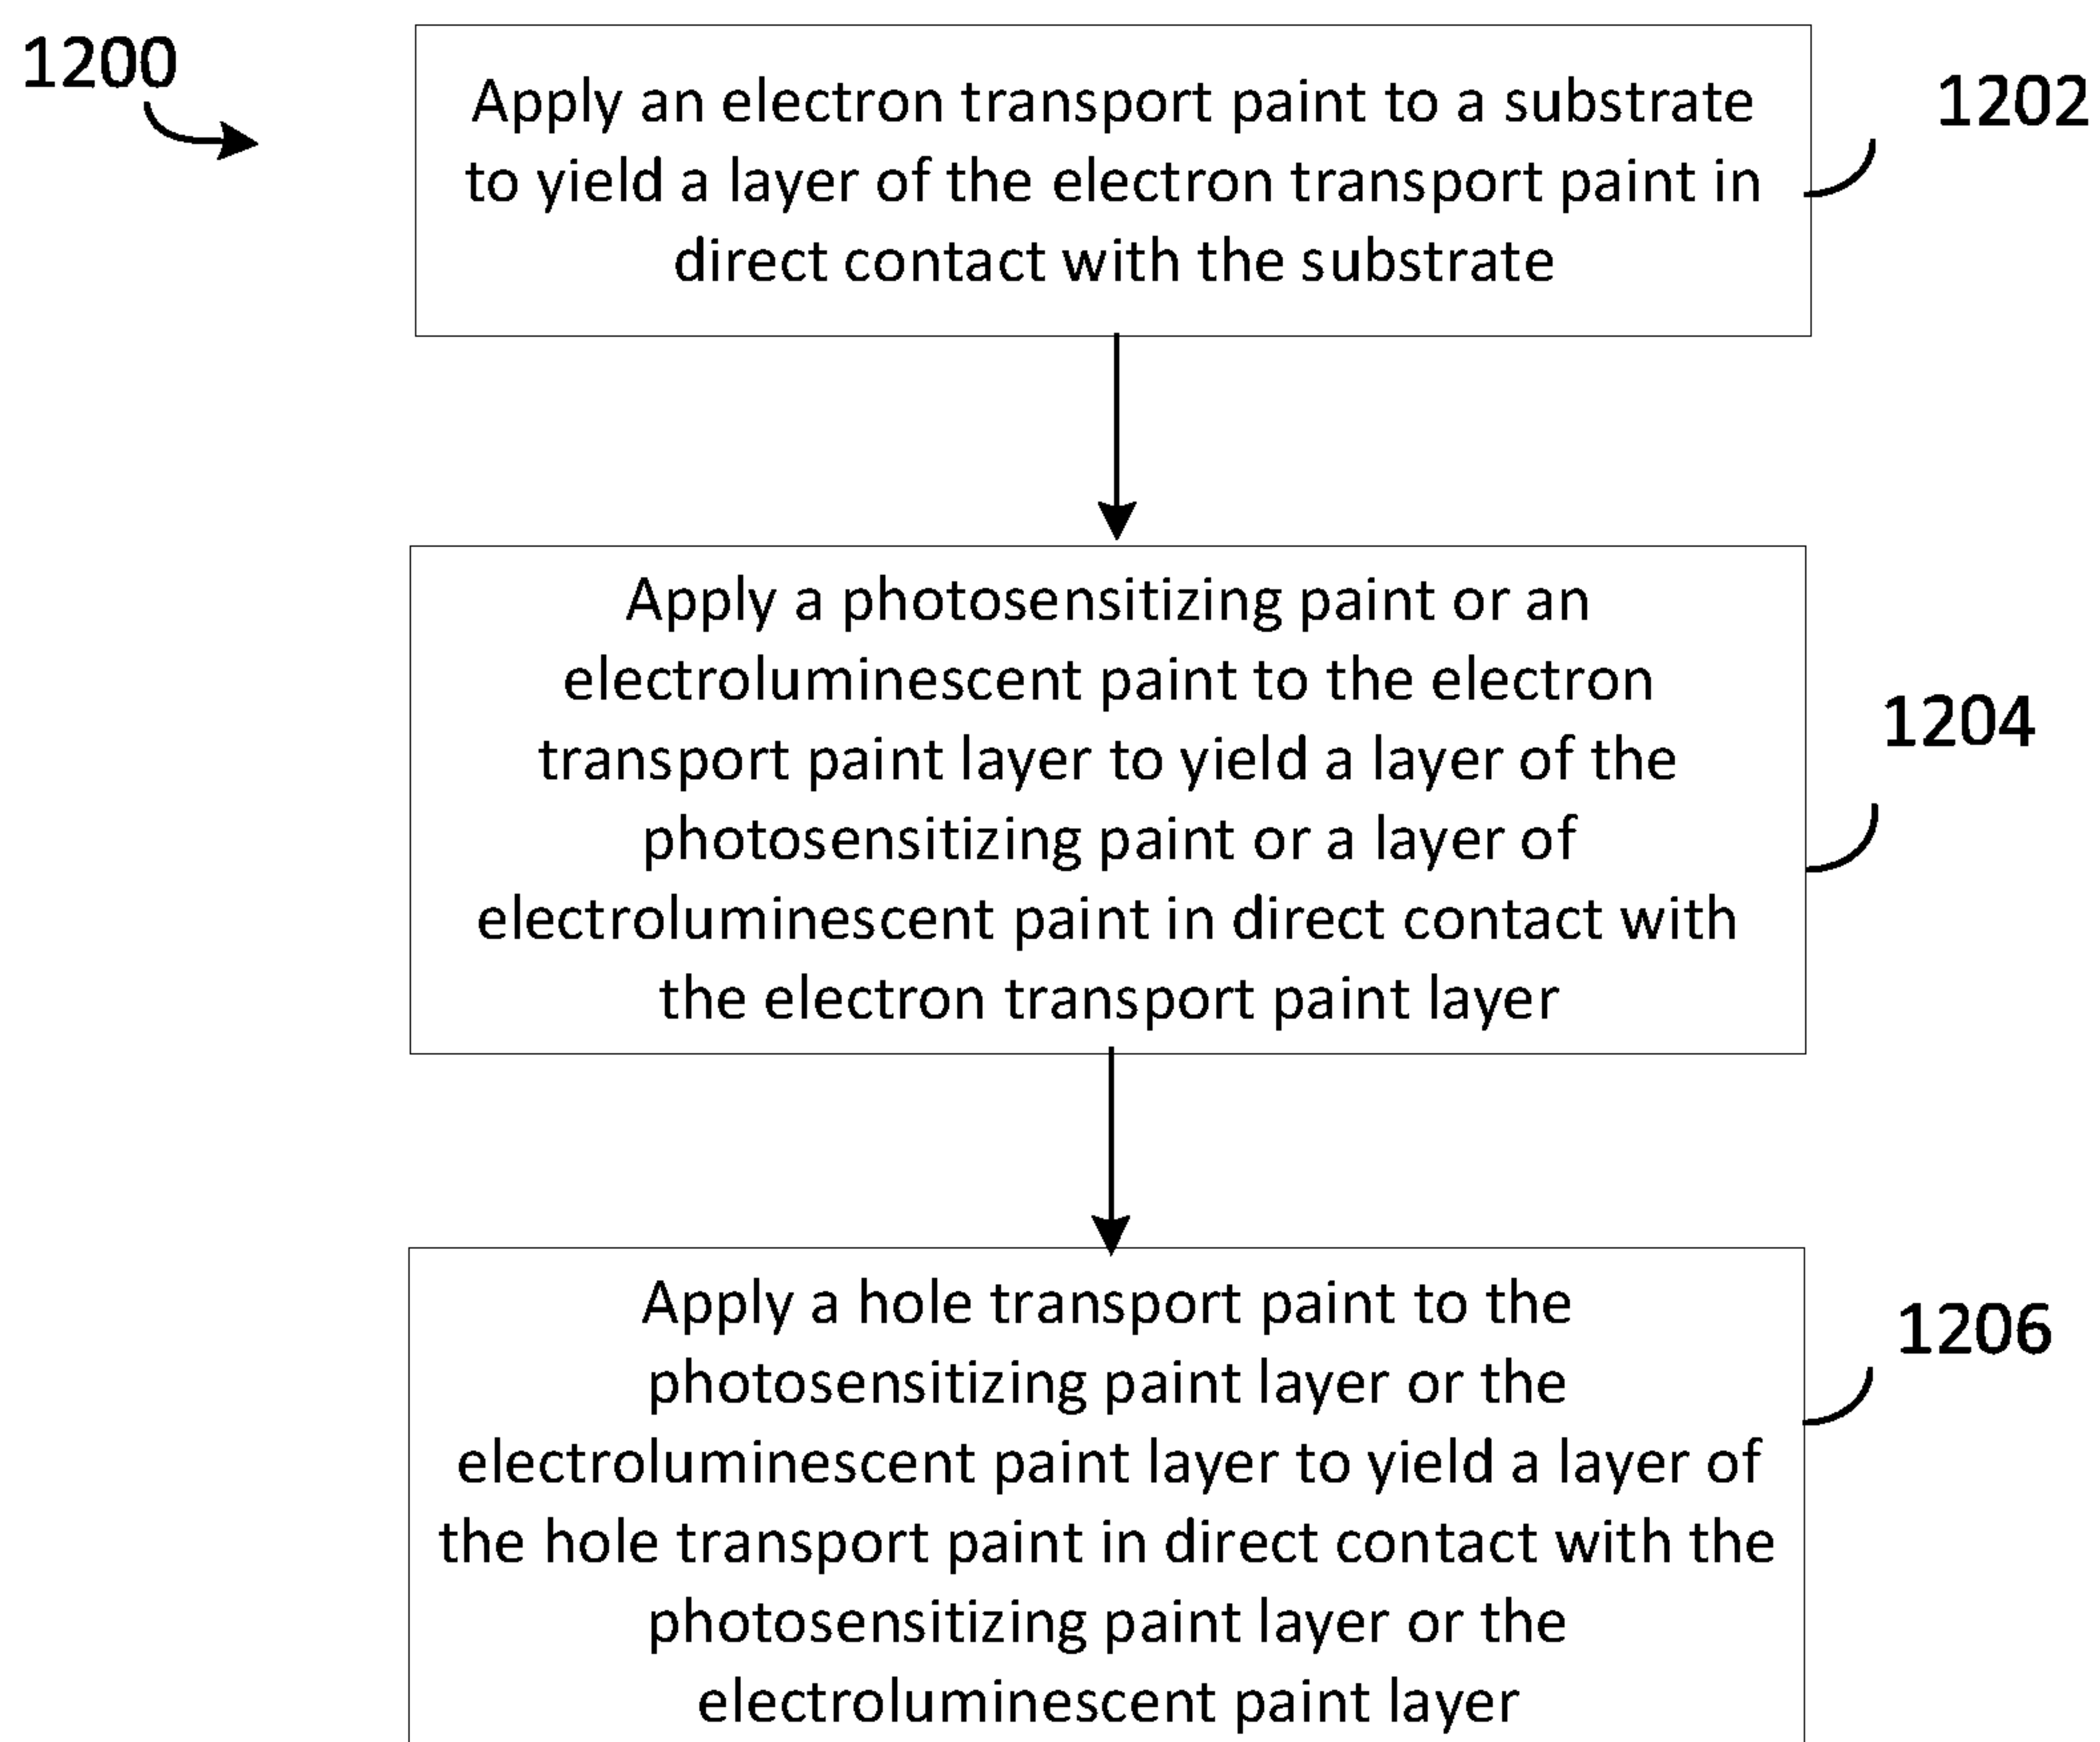 1200
Apply an electron transport paint to a substrate
to yield a layer of the electron transport paint in
direct contact with the substrate
1202
Apply a photosensitizing paint or an
electroluminescent paint to the electron
transport paint layer to yield a layer of the
photosensitizing paint or a layer of
electroluminescent paint in direct contact with
the electron transport paint layer
1204
Apply a hole transport paint to the
photosensitizing paint layer or the
electroluminescent paint layer to yield a layer of
the hole transport paint in direct contact with the
photosensitizing paint layer or the
electroluminescent paint layer
1206